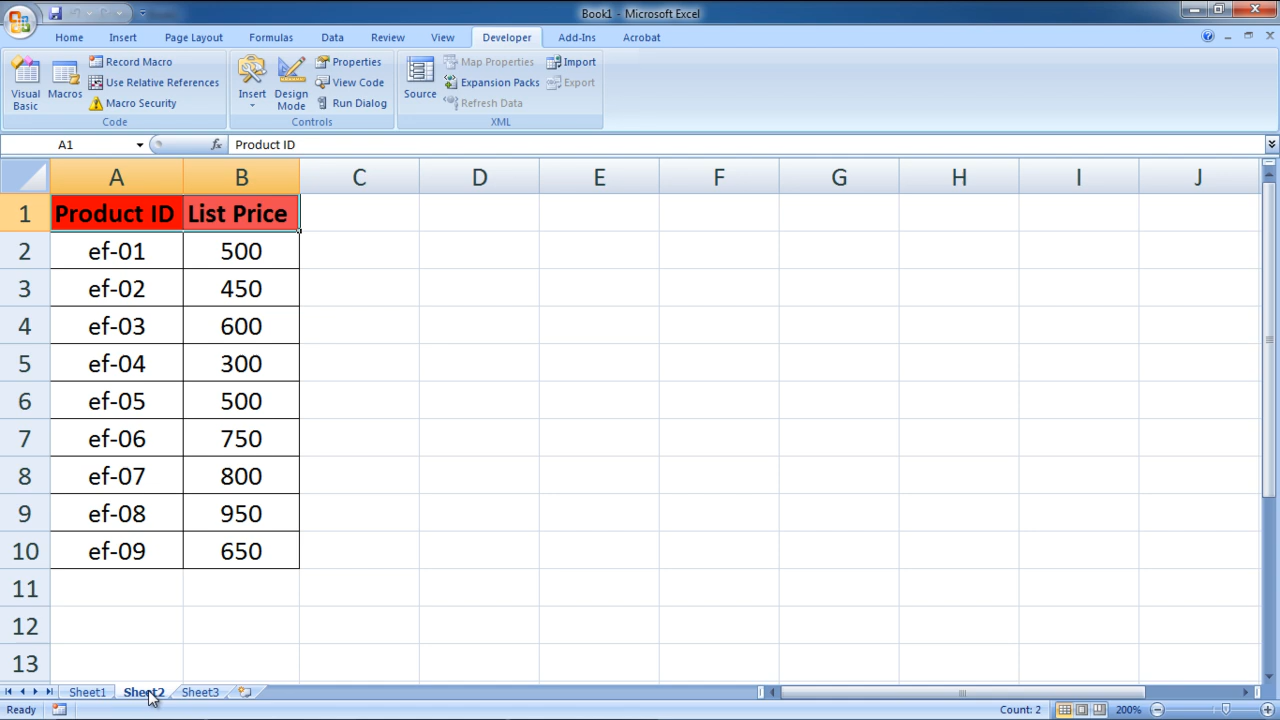 Book1 - Microsoft Excel
Home Insert Page Layout Formulas Data Review View Developer Add-Ins Acrobat
Visual Basic
Macros
Record Macro
Use Relative References
Macro Security
Code
Insert
Design Mode
Properties
View Code
Run Dialog
Controls
Source
Map Properties
Expansion Packs
Refresh Data
Import
Export
XML
A1 fx Product ID
A B C D E F G H I J
1 Product ID List Price
2 ef-01 500
3 ef-02 450
4 ef-03 600
5 ef-04 300
6 ef-05 500
7 ef-06 750
8 ef-07 800
9 ef-08 950
10 ef-09 650
11
12
13
Sheet1 Sheet2 Sheet3
Ready Count: 2 200%